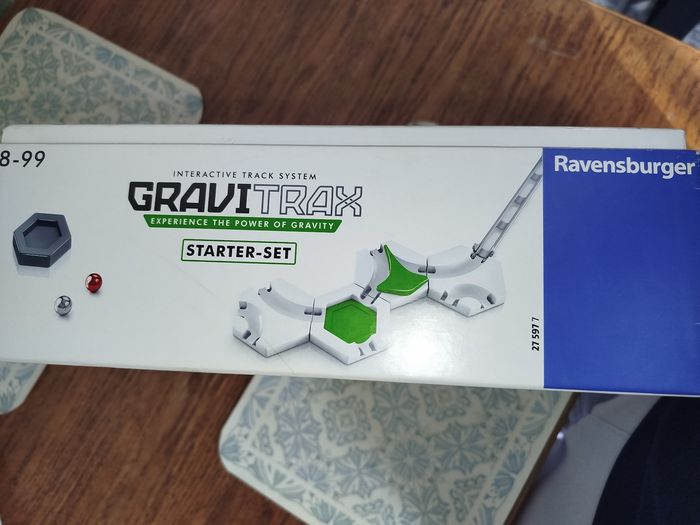 8-99
INTERACTIVE TRACK SYSTEM
GRAVITRAX
EXPERIENCE THE POWER OF GRAVITY
STARTER-SET
Ravensburger
27 597 7